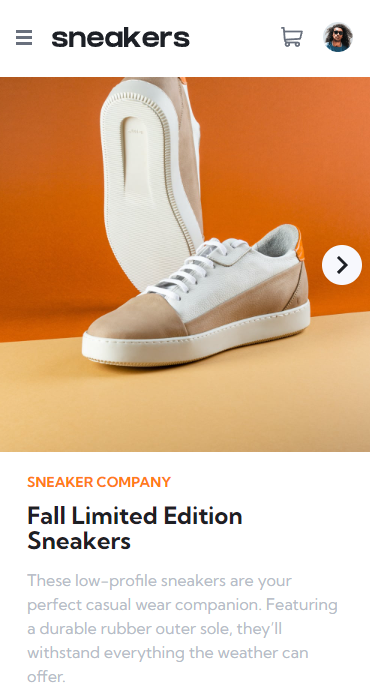 sneakers
SNEAKER COMPANY
Fall Limited Edition
Sneakers
These low-profile sneakers are your
perfect casual wear companion. Featuring
a durable rubber outer sole, they’ll
withstand everything the weather can
offer.